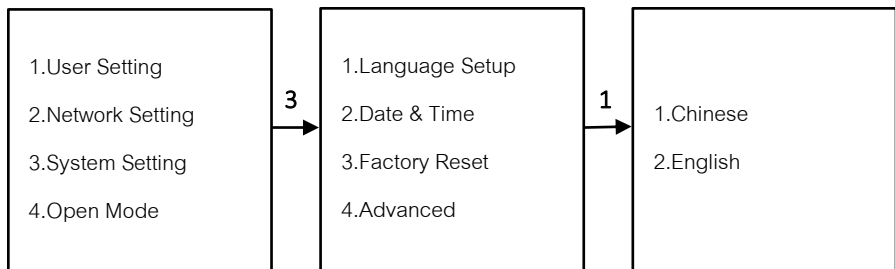 1.User Setting
2.Network Setting
3.System Setting
4.Open Mode
3
1.Language Setup
2.Date & Time
3.Factory Reset
4.Advanced
1
1.Chinese
2.English